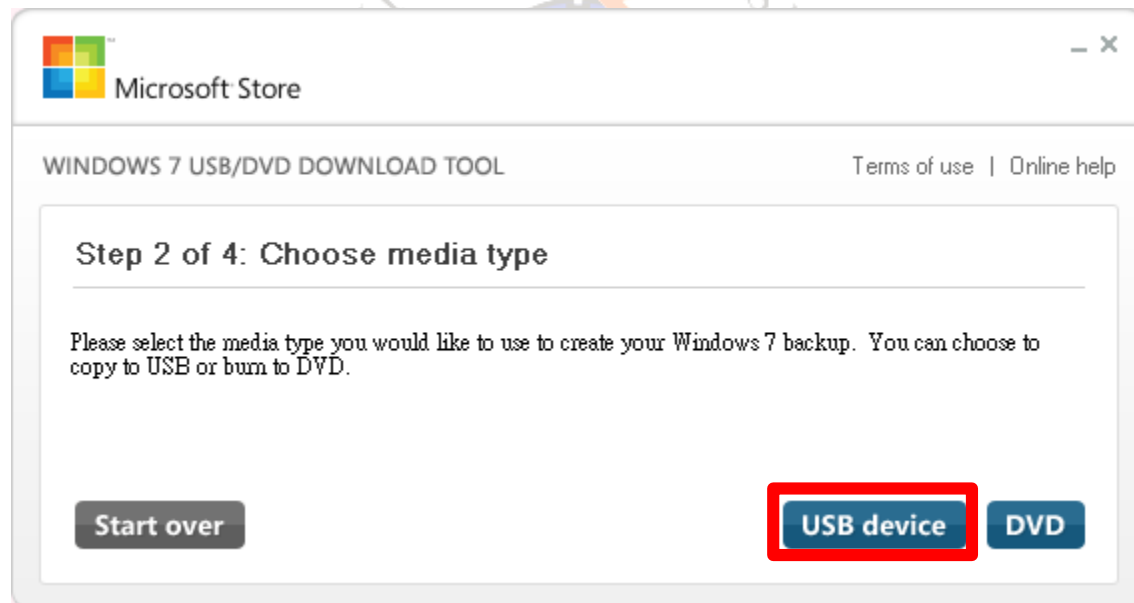 Microsoft Store
WINDOWS 7 USB/DVD DOWNLOAD TOOL
Terms of use | Online help
Step 2 of 4: Choose media type
Please select the media type you would like to use to create your Windows 7 backup. You can choose to
copy to USB or burn to DVD.
Start over
USB device
DVD